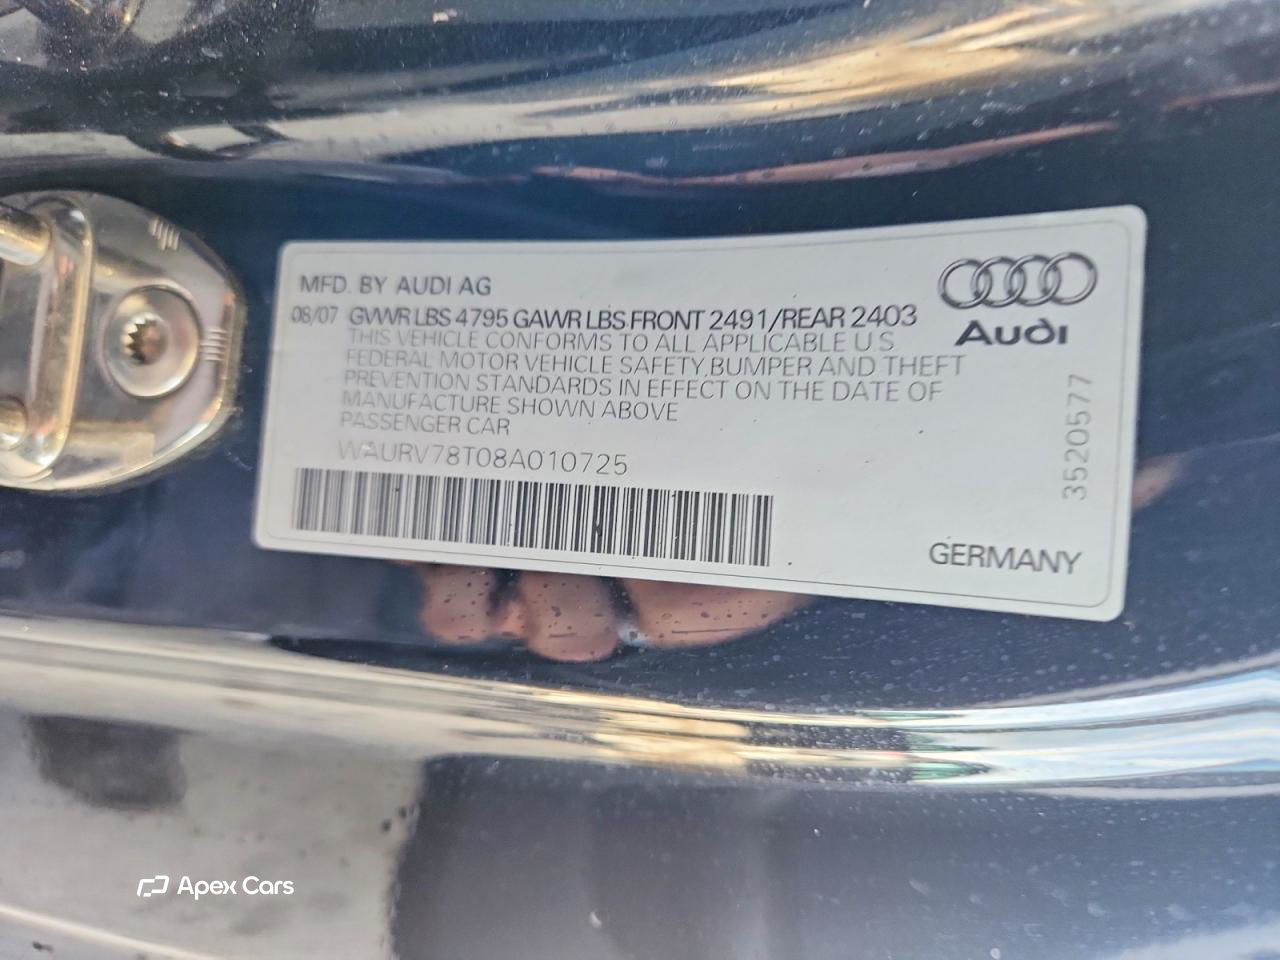 MFD. BY AUDI AG
08/07 GVWR LBS 4795 GAWR LBS FRONT 2491/REAR 2403
THIS VEHICLE CONFORMS TO ALL APPLICABLE U.S.
FEDERAL MOTOR VEHICLE SAFETY, BUMPER AND THEFT
PREVENTION STANDARDS IN EFFECT ON THE DATE OF
MANUFACTURE SHOWN ABOVE
PASSENGER CAR
WAURV78T08A010725
Audi
3520577
GERMANY
Apex Cars